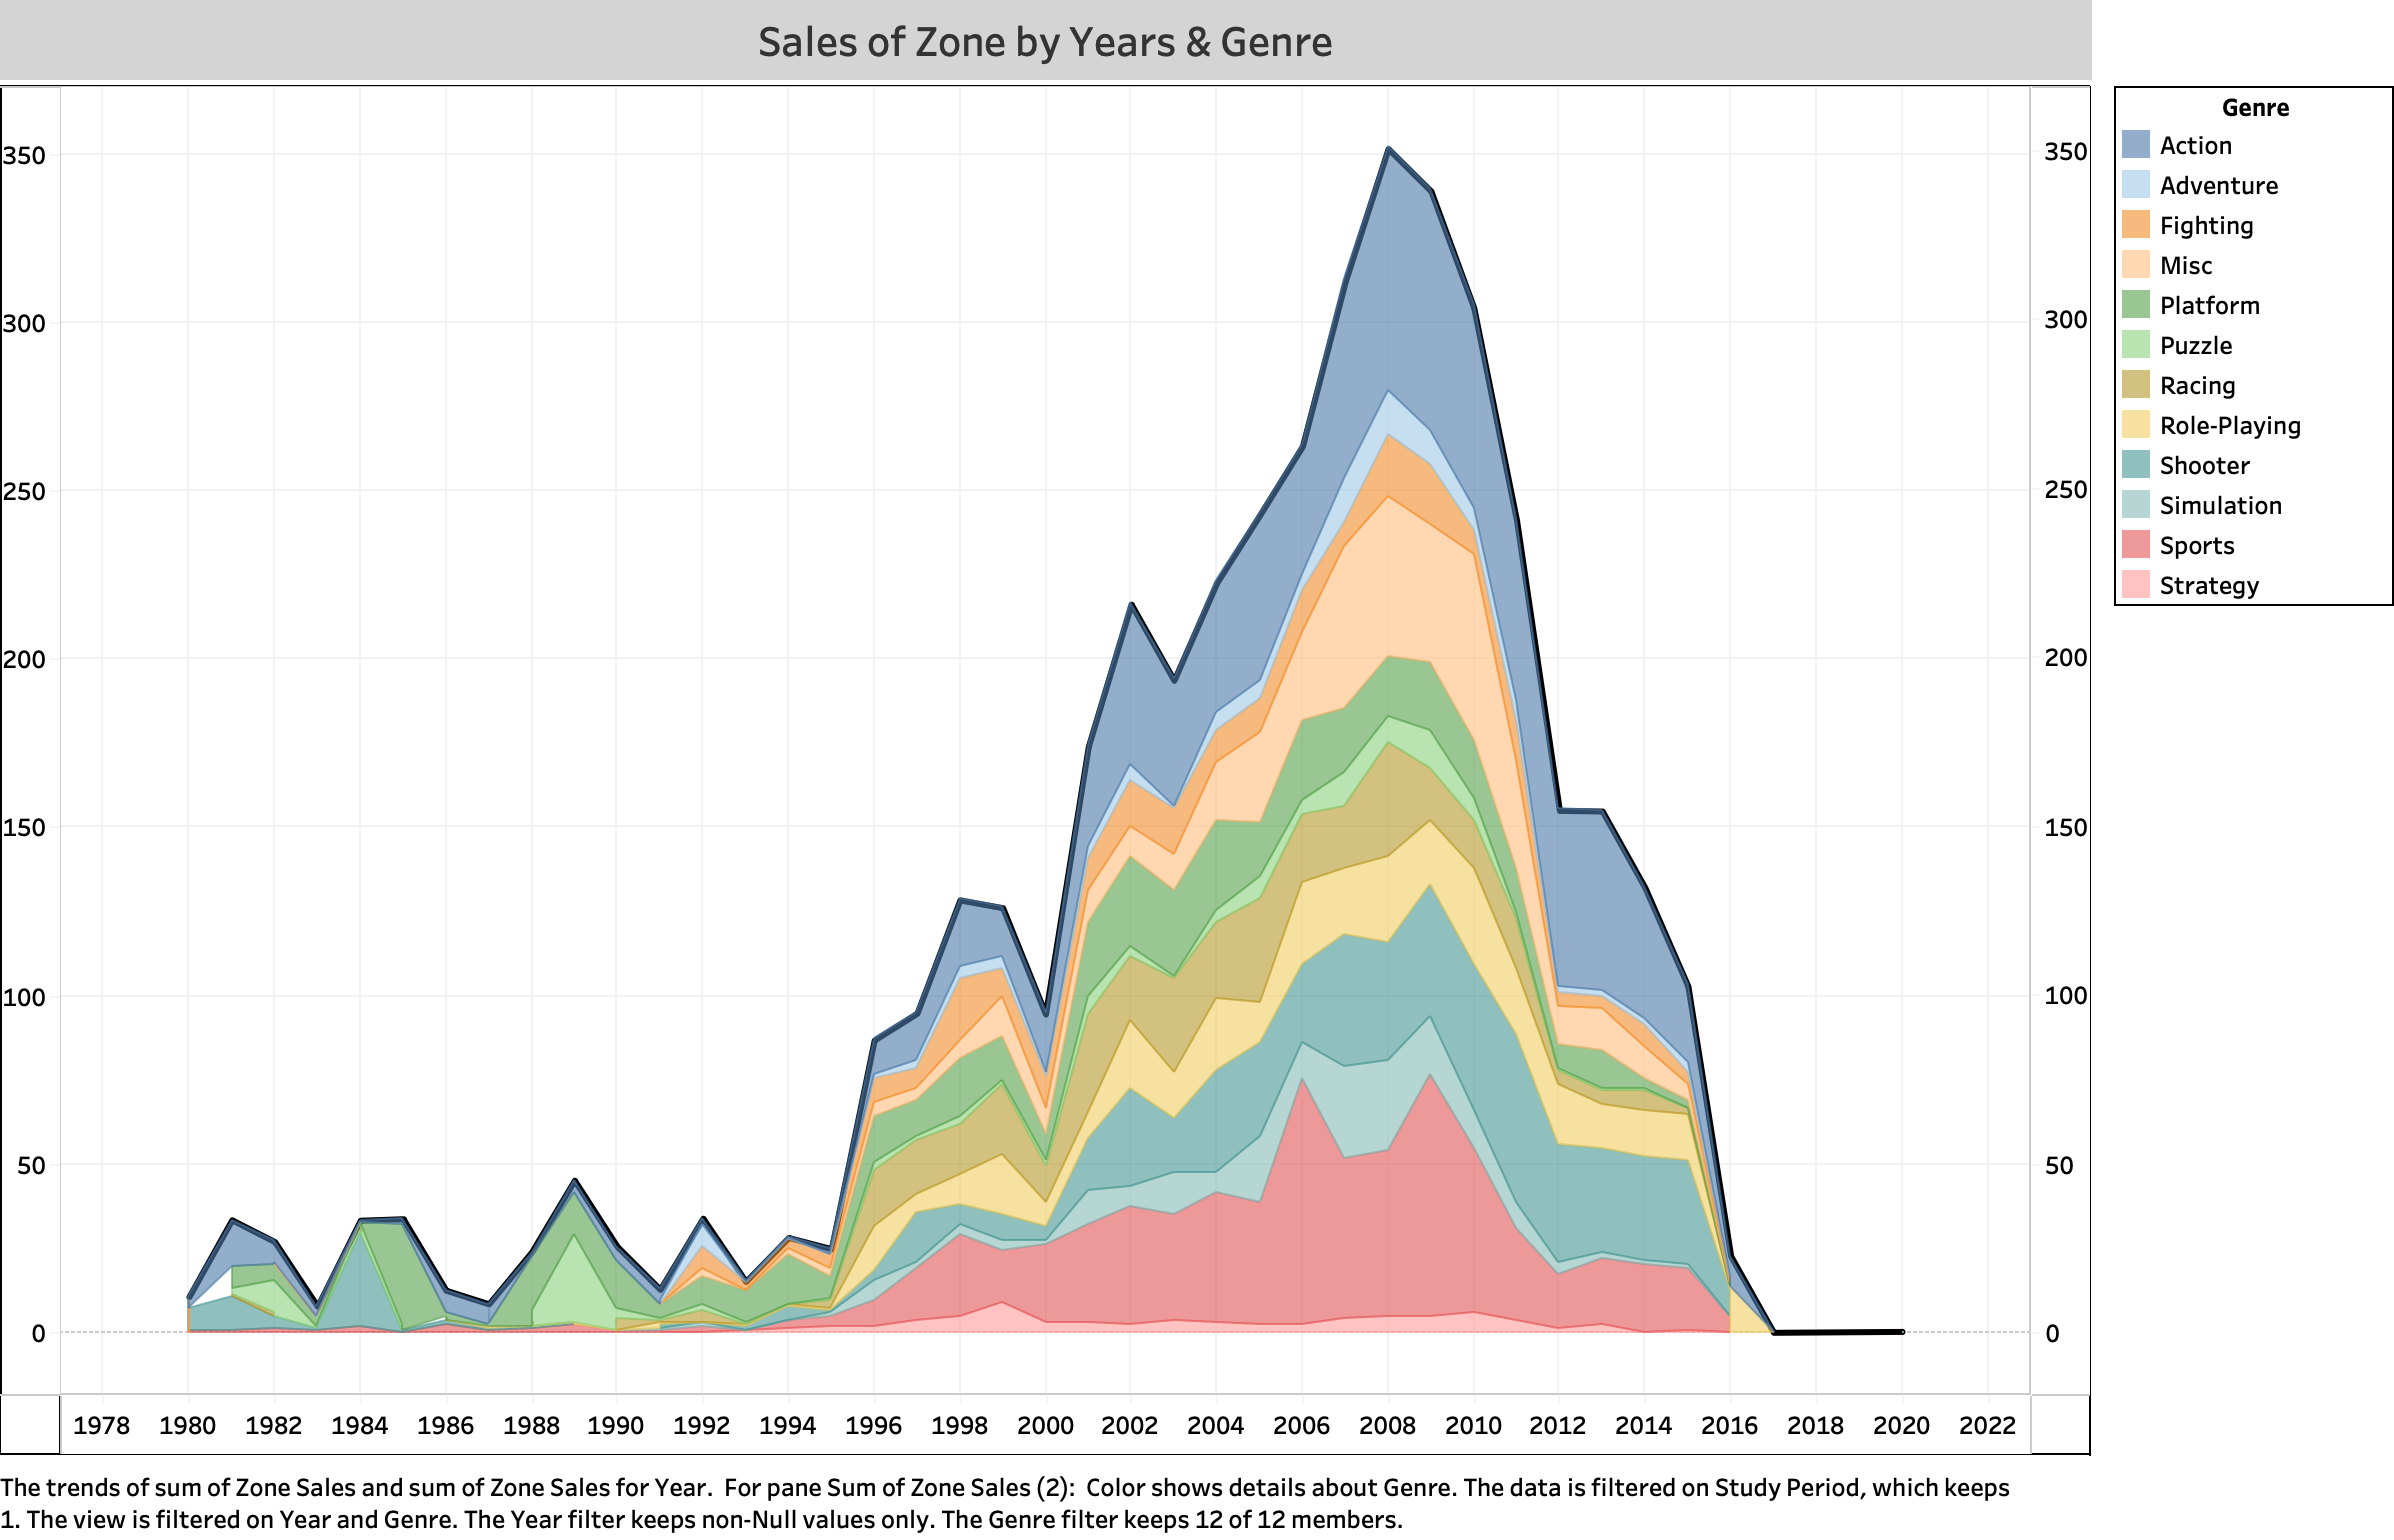 Sales of Zone by Years & Genre
350
300
250
200
150
100
50
0
350
300
250
200
150
100
50
0
1978 1980 1982 1984 1986 1988 1990 1992 1994 1996 1998 2000 2002 2004 2006 2008 2010 2012 2014 2016 2018 2020 2022
Genre
Action
Adventure
Fighting
Misc
Platform
Puzzle
Racing
Role-Playing
Shooter
Simulation
Sports
Strategy
The trends of sum of Zone Sales and sum of Zone Sales for Year.  For pane Sum of Zone Sales (2):  Color shows details about Genre. The data is filtered on Study Period, which keeps
1. The view is filtered on Year and Genre. The Year filter keeps non-Null values only. The Genre filter keeps 12 of 12 members.